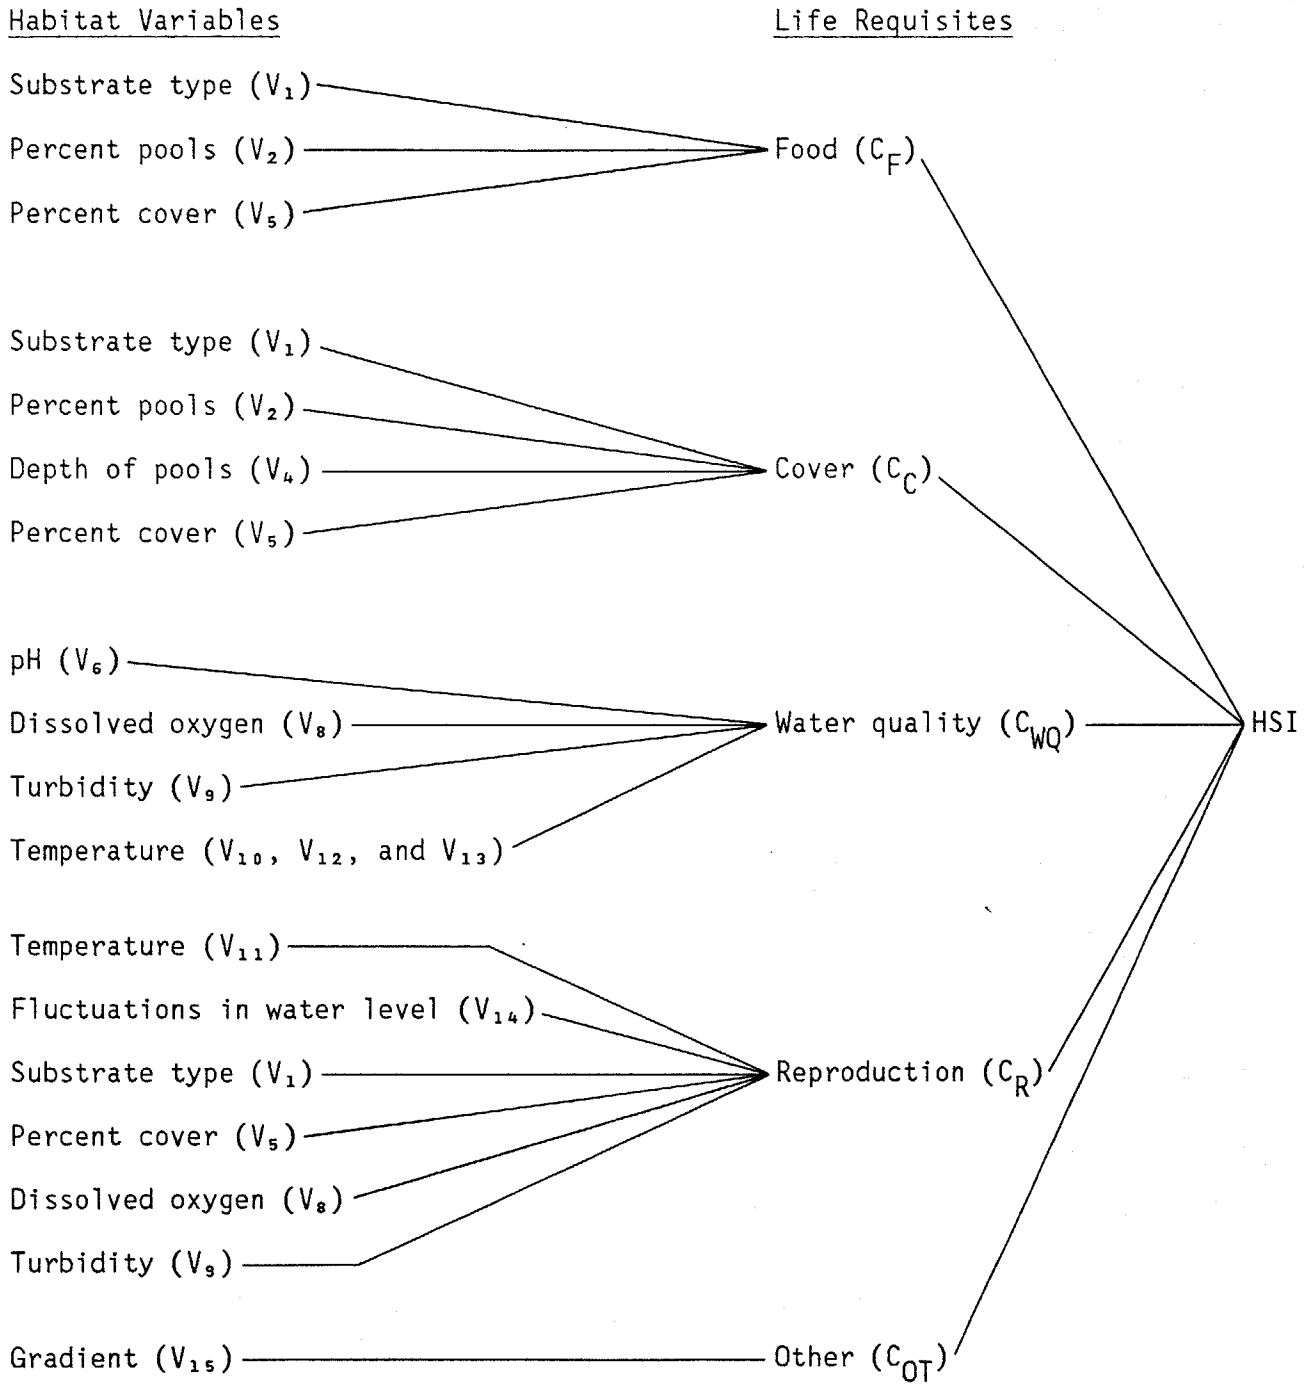 Habitat Variables Life Requisites
Substrate type (V₁)
Percent pools (V₂) Food (C_F)
Percent cover (V₅)
Substrate type (V₁)
Percent pools (V₂)
Depth of pools (V₄) Cover (C_C)
Percent cover (V₅)
pH (V₆)
Dissolved oxygen (V₈) Water quality (C_WQ) HSI
Turbidity (V₉)
Temperature (V₁₀, V₁₂, and V₁₃)
Temperature (V₁₁)
Fluctuations in water level (V₁₄)
Substrate type (V₁) Reproduction (C_R)
Percent cover (V₅)
Dissolved oxygen (V₈)
Turbidity (V₉)
Gradient (V₁₅) Other (C_OT)